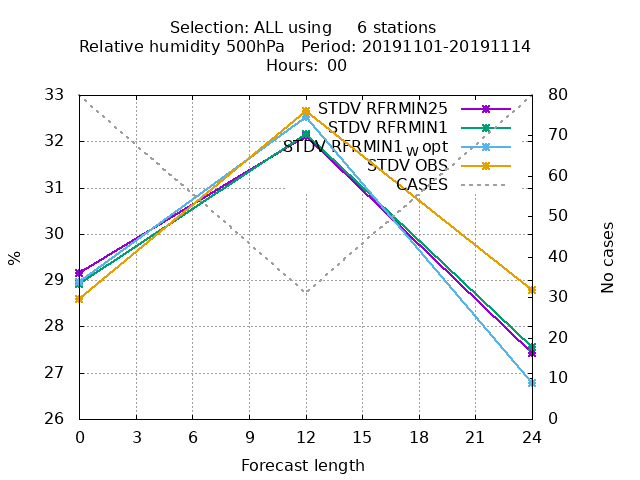 Selection: ALL using 6 stations
Relative humidity 500hPa Period: 20191101-20191114
Hours: 00
33
32
31
30
29
28
27
26
80
70
60
50
40
30
20
10
0
STDV RFRMIN25
STDV RFRMIN1
STDV RFRMIN1 W opt
STDV OBS
CASES
%
No cases
0 3 6 9 12 15 18 21 24
Forecast length